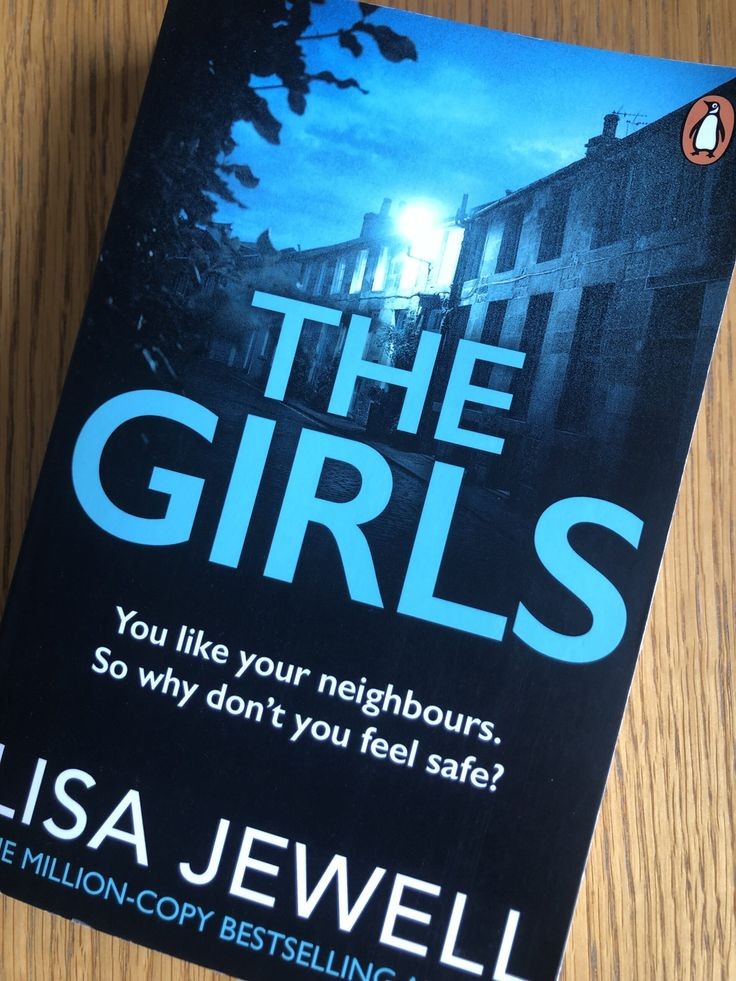 THE
GIRLS
You like your neighbours.
So why don't you feel safe?
LISA JEWELL
MILLION-COPY BESTSELLING